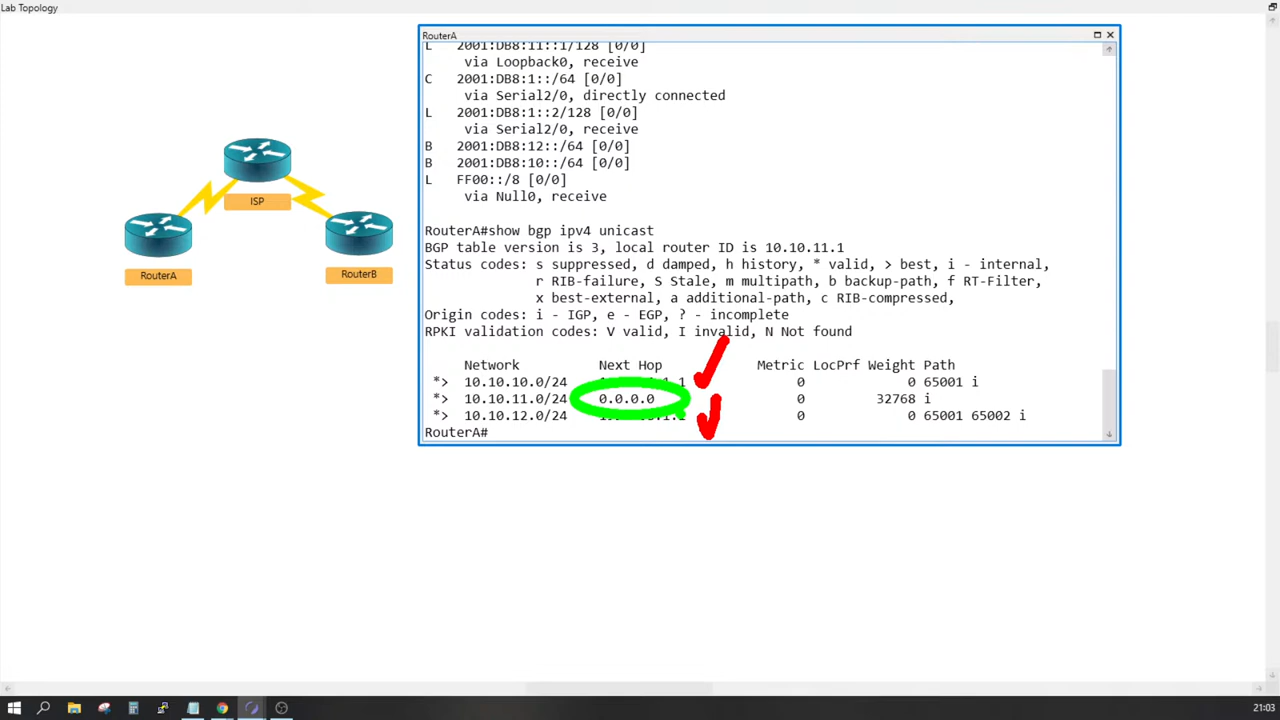 Lab Topology
RouterA
L   2001:DB8:11::1/128 [0/0]
via Loopback0, receive
C   2001:DB8:1::/64 [0/0]
via Serial2/0, directly connected
L   2001:DB8:1::2/128 [0/0]
via Serial2/0, receive
B   2001:DB8:12::/64 [0/0]
B   2001:DB8:10::/64 [0/0]
L   FF00::/8 [0/0]
via Null0, receive
RouterA#show bgp ipv4 unicast
BGP table version is 3, local router ID is 10.10.11.1
Status codes: s suppressed, d damped, h history, * valid, > best, i - internal,
r RIB-failure, S Stale, m multipath, b backup-path, f RT-Filter,
x best-external, a additional-path, c RIB-compressed,
Origin codes: i - IGP, e - EGP, ? - incomplete
RPKI validation codes: V valid, I invalid, N Not found
Network Next Hop Metric LocPrf Weight Path
*> 10.10.10.0/24 0 0 65001 i
*> 10.10.11.0/24 0.0.0.0 0 32768 i
*> 10.10.12.0/24 0 0 65001 65002 i
RouterA#
ISP
RouterA
RouterB
21:03